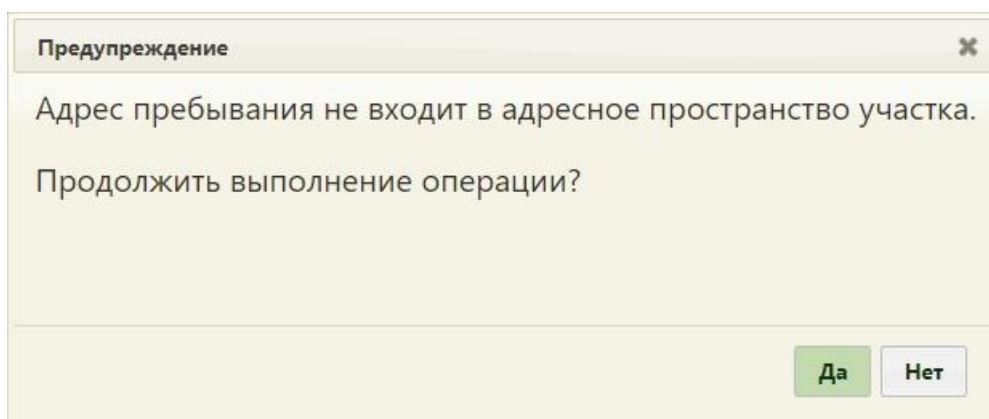 Предупреждение
Адрес пребывания не входит в адресное пространство участка.
Продолжить выполнение операции?
Да Нет